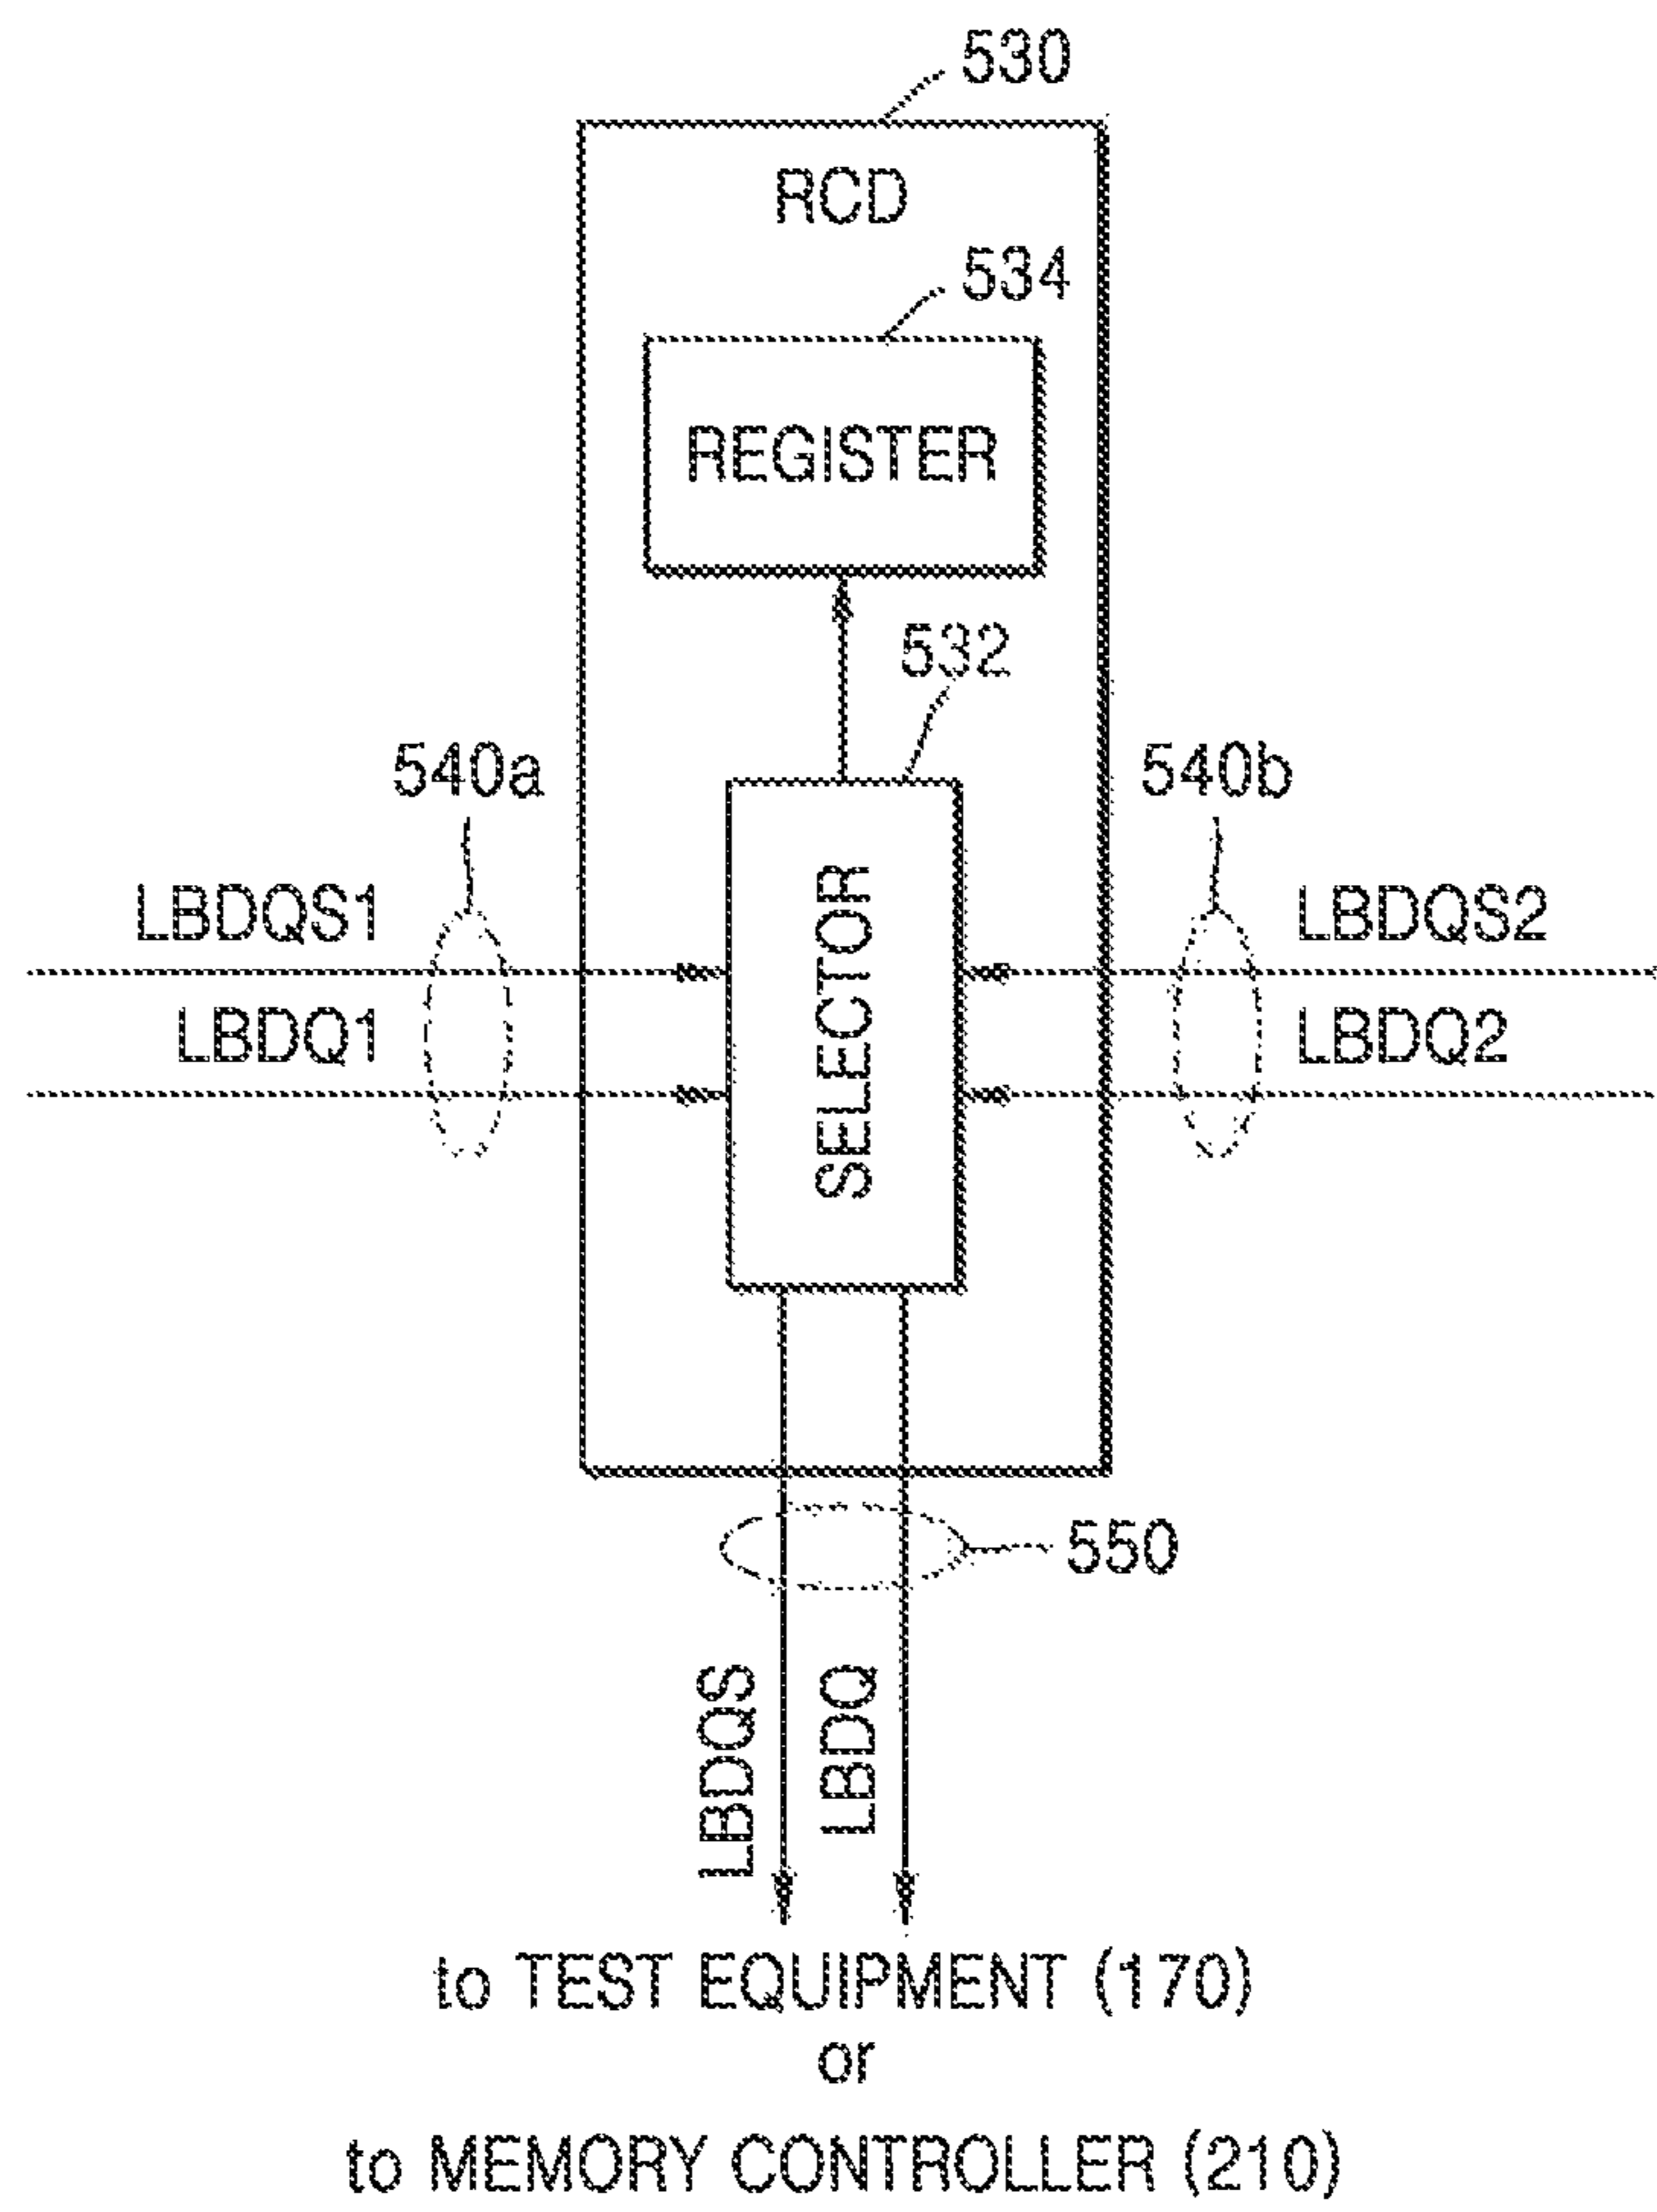 530
RCD
534
REGISTER
532
540a
540b
LBDQS1
LBDQS2
LBDQ1
LBDQ2
SELECTOR
550
LBDQS
LBDQ
to TEST EQUIPMENT (170)
or
to MEMORY CONTROLLER (210)